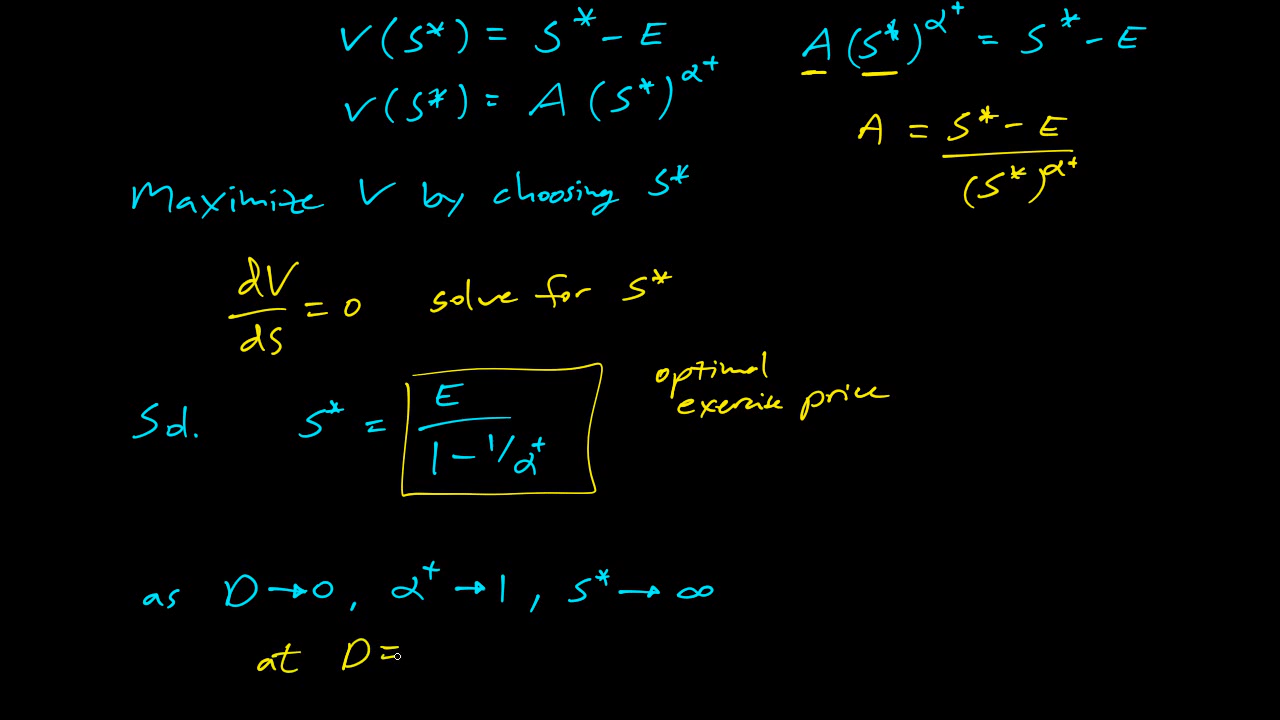 V(S*) = S* - E
A(S*)^α⁺ = S* - E
V(S*) = A(S*)^α⁺
A = (S* - E)/(S*)^α⁺
Maximize V by choosing S*
dV/dS = 0 solve for S*
optimal
exercise price
Sol. S* = E/(1 - 1/α⁺)
as D→0, α⁺→1, S*→∞
at D=